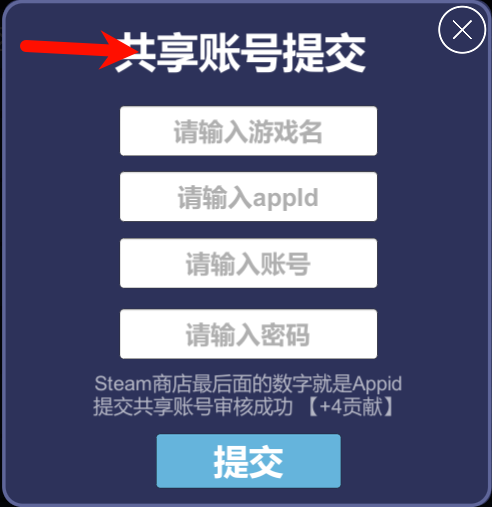 共享账号提交
请输入游戏名
请输入appId
请输入账号
请输入密码
Steam商店最后面的数字就是Appid
提交共享账号审核成功 【+4贡献】
提交